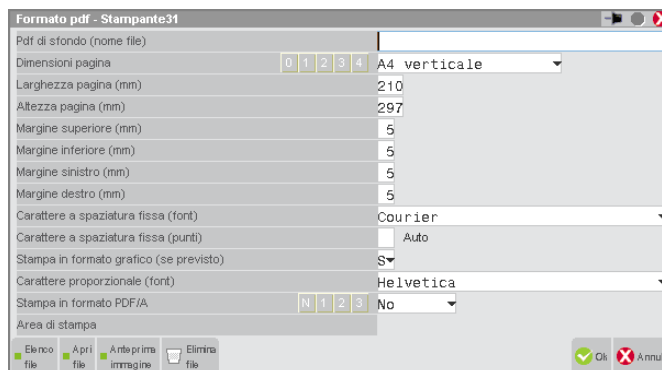 Formato pdf - Stampante31
Pdf di sfondo (nome file)
Dimensioni pagina 0 1 2 3 4 A4 verticale
Larghezza pagina (mm) 210
Altezza pagina (mm) 297
Margine superiore (mm) 5
Margine inferiore (mm) 5
Margine sinistro (mm) 5
Margine destro (mm) 5
Carattere a spaziatura fissa (font) Courier
Carattere a spaziatura fissa (punti) Auto
Stampa in formato grafico (se previsto) S
Carattere proporzionale (font) Helvetica
Stampa in formato PDF/A N 1 2 3 No
Area di stampa
Elenco file
Apri file
Anteprima immagine
Elimina file
Ok
Annul